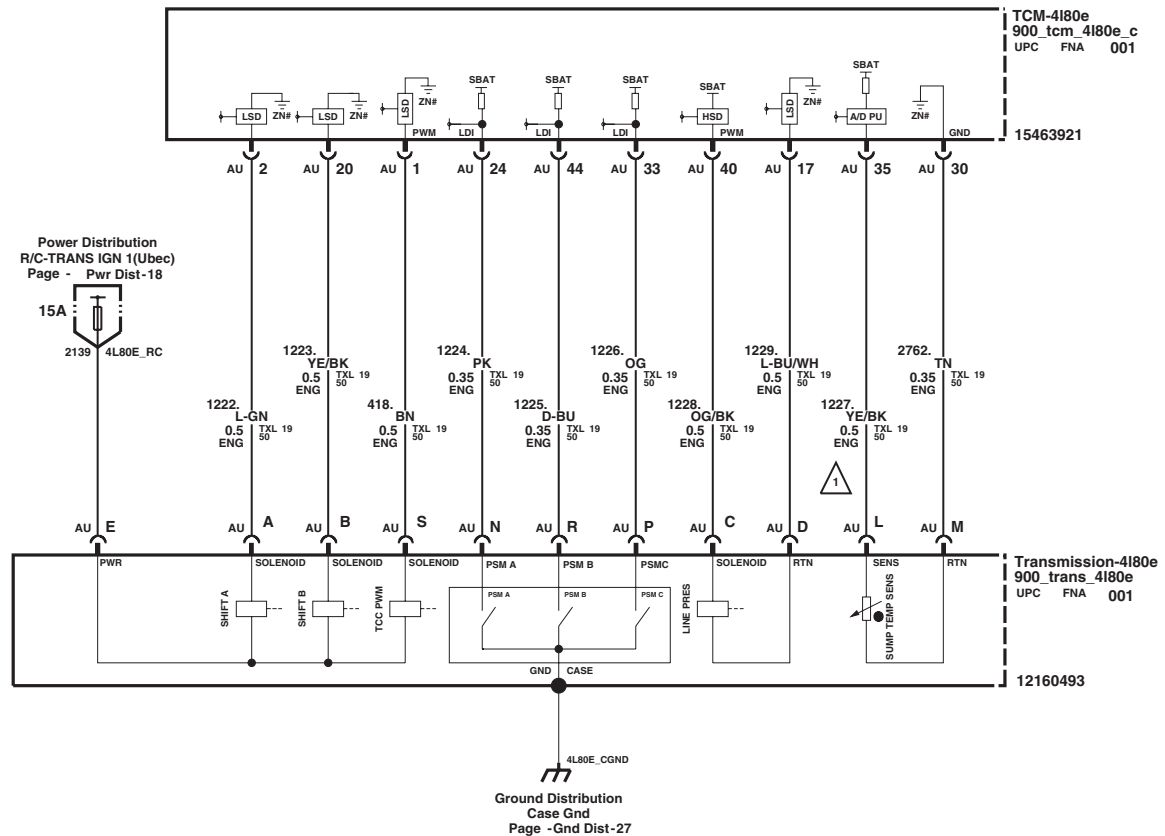 TCM-4l80e
900_tcm_4l80e_c
UPC FNA 001
SBAT SBAT SBAT SBAT SBAT
LSD ZN# LSD ZN# LSD ZN# HSD LSD ZN# A/D PU ZN#
PWM LDI LDI LDI PWM GND
15463921
AU 2 AU 20 AU 1 AU 24 AU 44 AU 33 AU 40 AU 17 AU 35 AU 30
Power Distribution
R/C-TRANS IGN 1(Ubec)
Page - Pwr Dist-18
15A
2139 4L80E_RC
1223. 1224. 1226. 1229. 2762.
YE/BK PK OG L-BU/WH TN
0.5 TXL 19 0.35 TXL 19 0.35 TXL 19 0.5 TXL 19 0.35 TXL 19
ENG 50 ENG 50 ENG 50 ENG 50 ENG 50
1222. 418. 1225. 1228. 1227.
L-GN BN D-BU OG/BK YE/BK
0.5 TXL 19 0.5 TXL 19 0.35 TXL 19 0.5 TXL 19 0.5 TXL 19
ENG 50 ENG 50 ENG 50 ENG 50 ENG 50
1
AU E AU A AU B AU S AU N AU R AU P AU C AU D AU L AU M
PWR SOLENOID SOLENOID SOLENOID PSM A PSM B PSMC SOLENOID RTN SENS RTN
Transmission-4l80e
900_trans_4l80e
UPC FNA 001
SHIFT A SHIFT B TCC PWM PSM A PSM B PSM C LINE PRES SUMP TEMP SENS
GND CASE
12160493
4L80E_CGND
Ground Distribution
Case Gnd
Page -Gnd Dist-27